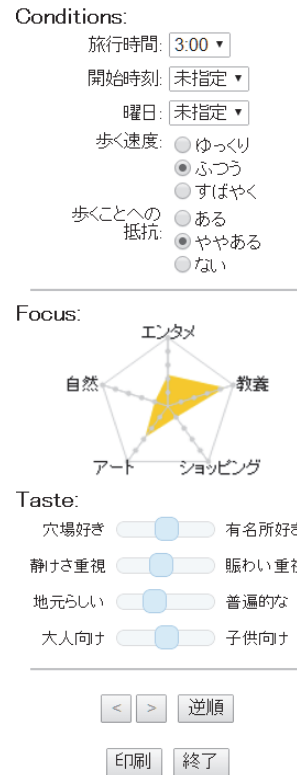 Conditions:
旅行時間: 3:00 ▼
開始時刻: 未指定 ▼
曜日: 未指定 ▼
歩く速度: ゆっくり
ふつう
すばやく
歩くことへの抵抗: ある
ややある
ない
Focus:
エンタメ
自然 教養
アート ショッピング
Taste:
穴場好き 有名所好き
静けさ重視 賑わい重視
地元らしい 普遍的な
大人向け 子供向け
< > 逆順
印刷 終了